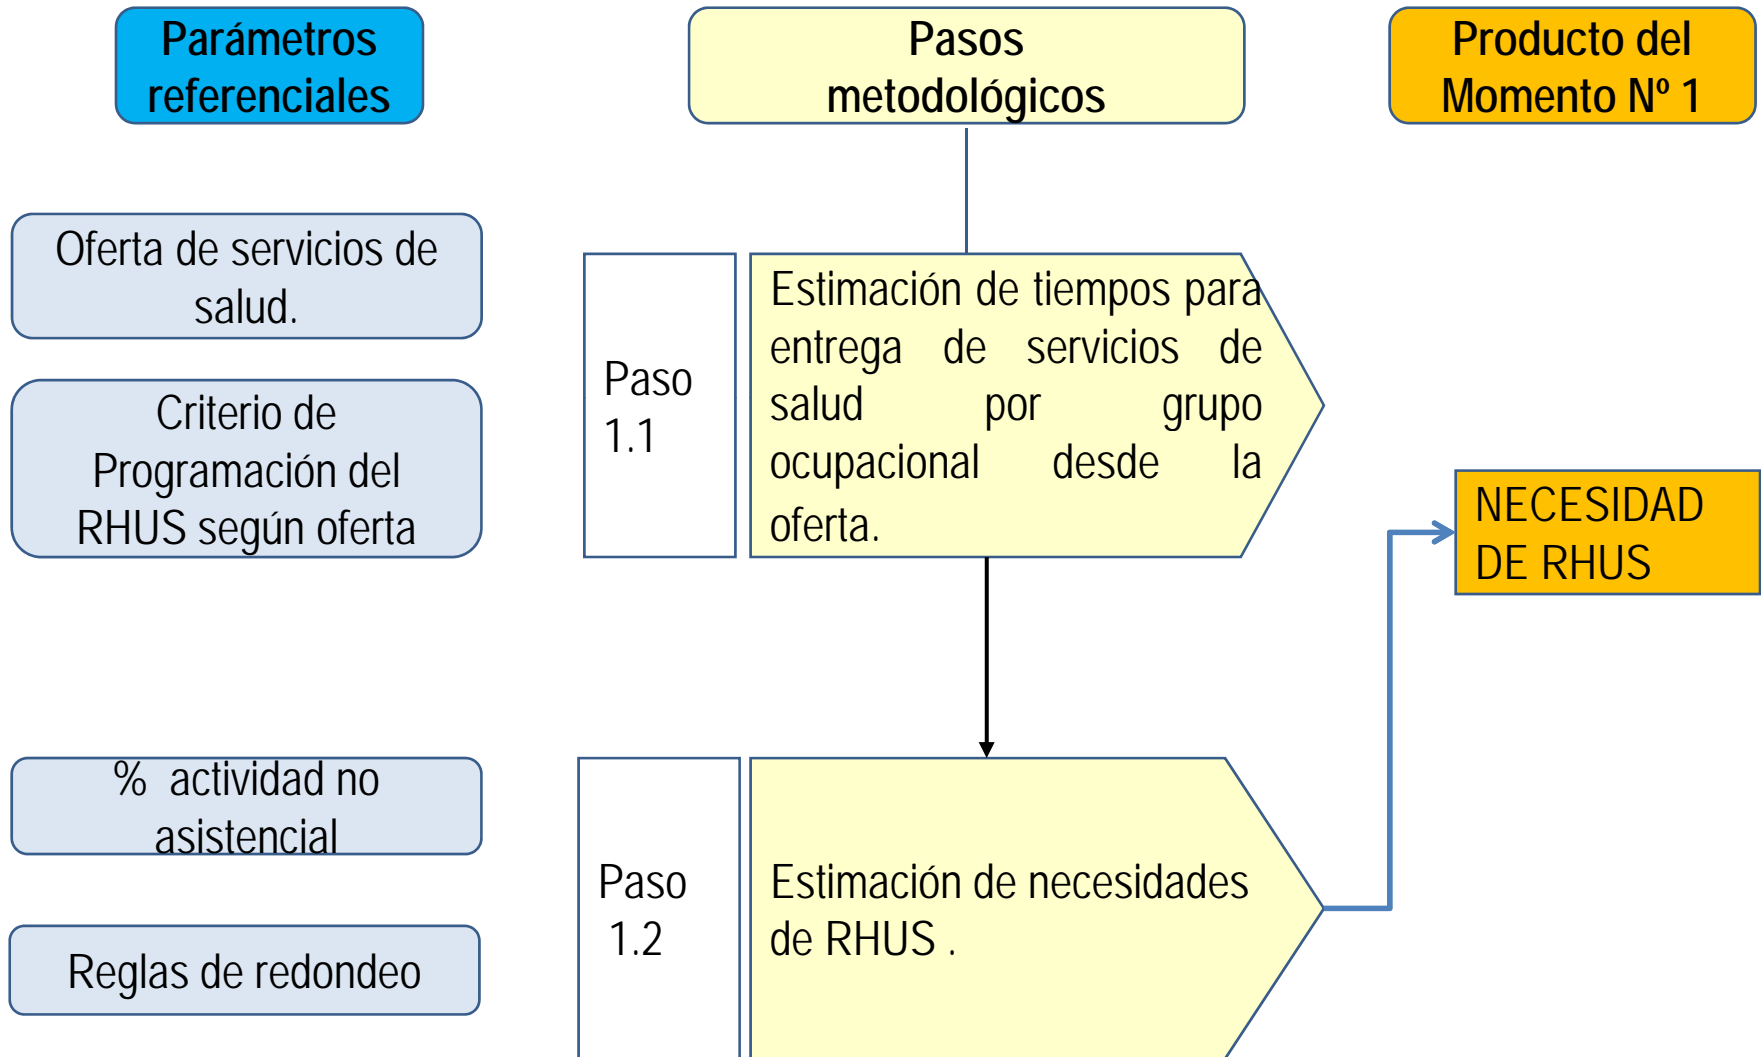 Parámetros
referenciales
Pasos
metodológicos
Producto del
Momento Nº 1
Oferta de servicios de
salud.
Criterio de
Programación del
RHUS según oferta
Paso
1.1
Estimación de tiempos para
entrega de servicios de
salud por grupo
ocupacional desde la
oferta.
NECESIDAD
DE RHUS
% actividad no
asistencial
Reglas de redondeo
Paso
1.2
Estimación de necesidades
de RHUS .